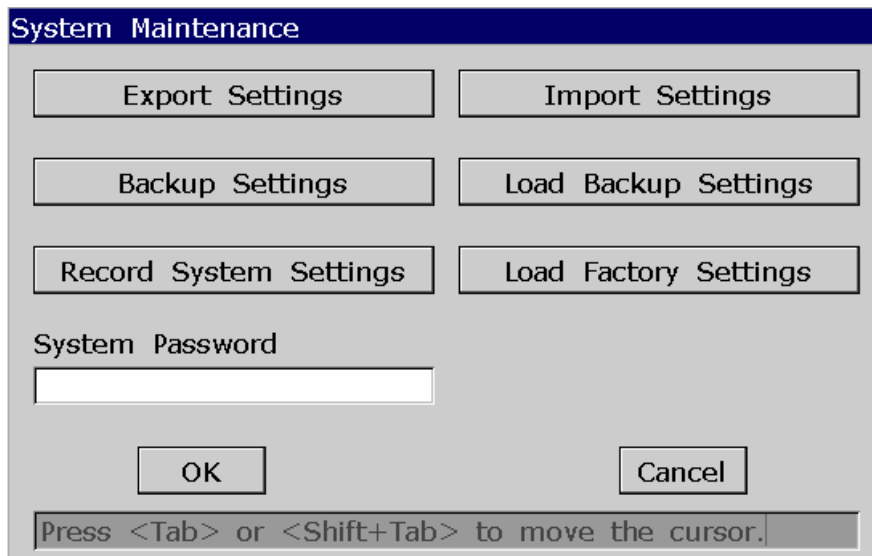 System Maintenance
Export Settings Import Settings
Backup Settings Load Backup Settings
Record System Settings Load Factory Settings
System Password
OK Cancel
Press <Tab> or <Shift+Tab> to move the cursor.